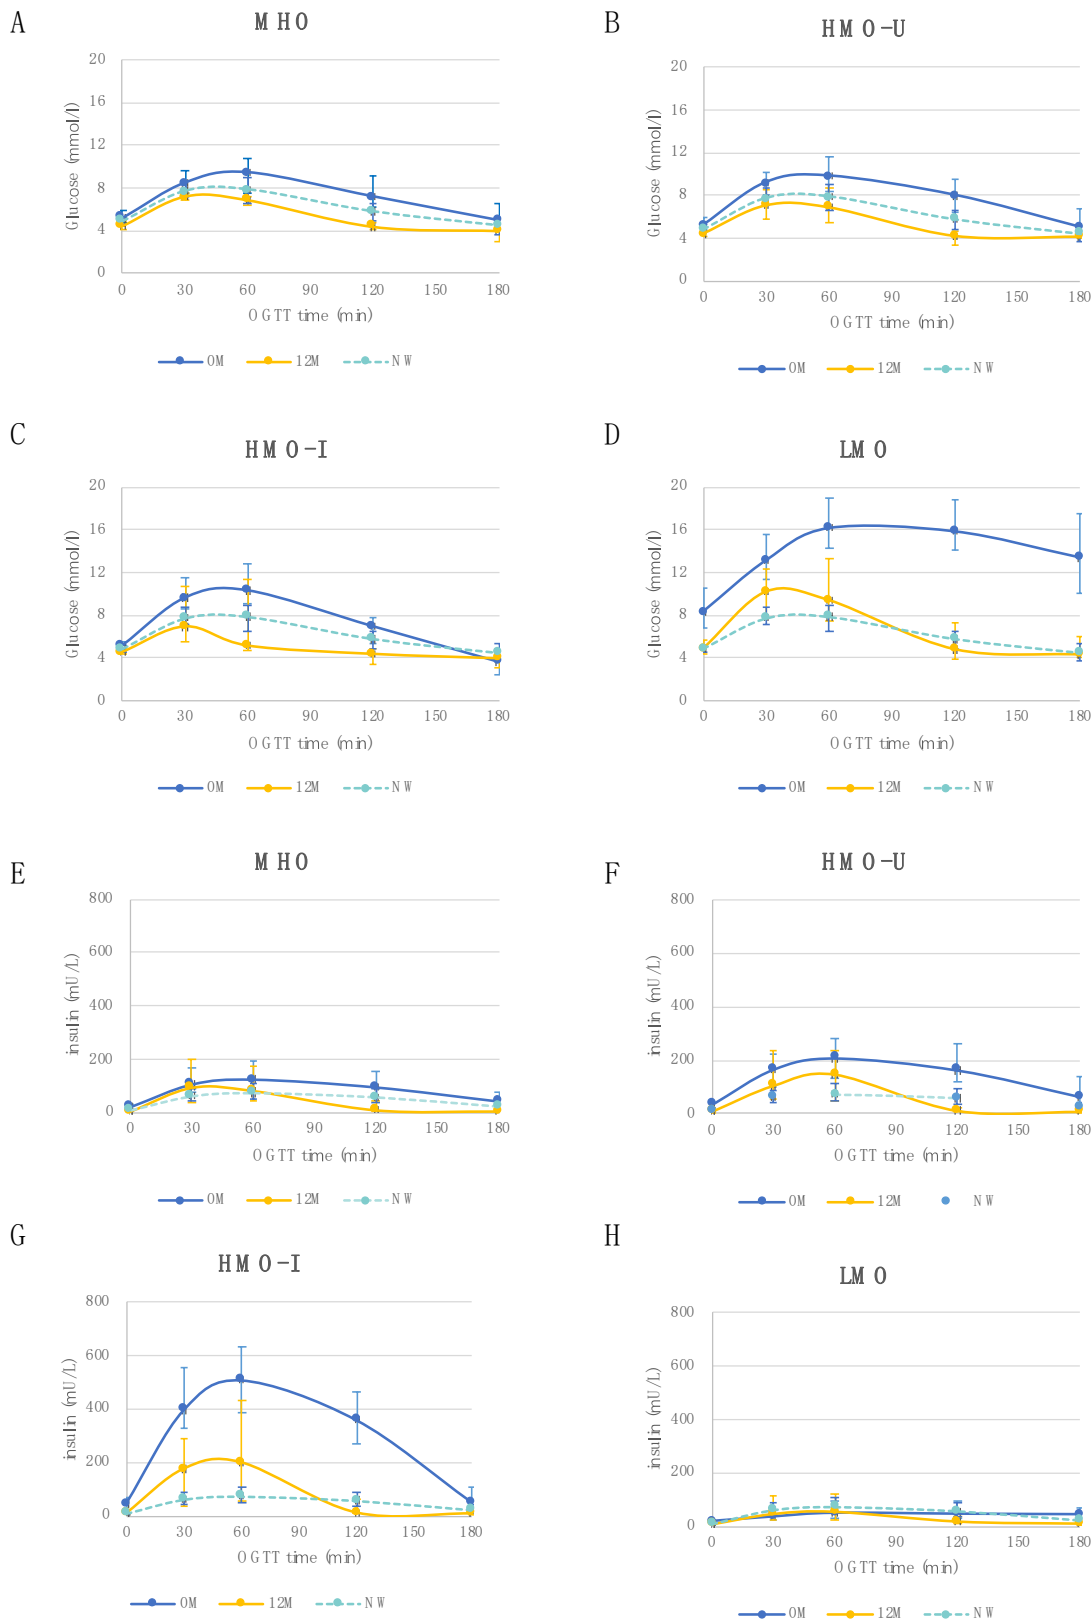 A
MHO
Glucose (mmol/l)
20
16
12
8
4
0
0 30 60 90 120 150 180
OGTT time (min)
0M 12M NW
B
HMO-U
Glucose (mmol/l)
20
16
12
8
4
0
0 30 60 90 120 150 180
OGTT time (min)
0M 12M NW
C
HMO-I
Glucose (mmol/l)
20
16
12
8
4
0
0 30 60 90 120 150 180
OGTT time (min)
0M 12M NW
D
LMO
Glucose (mmol/l)
20
16
12
8
4
0
0 30 60 90 120 150 180
OGTT time (min)
0M 12M NW
E
MHO
insulin (mU/L)
800
600
400
200
0
0 30 60 90 120 150 180
OGTT time (min)
0M 12M NW
F
HMO-U
insulin (mU/L)
800
600
400
200
0
0 30 60 90 120 150 180
OGTT time (min)
0M 12M NW
G
HMO-I
insulin (mU/L)
800
600
400
200
0
0 30 60 90 120 150 180
OGTT time (min)
0M 12M NW
H
LMO
insulin (mU/L)
800
600
400
200
0
0 30 60 90 120 150 180
OGTT time (min)
0M 12M NW